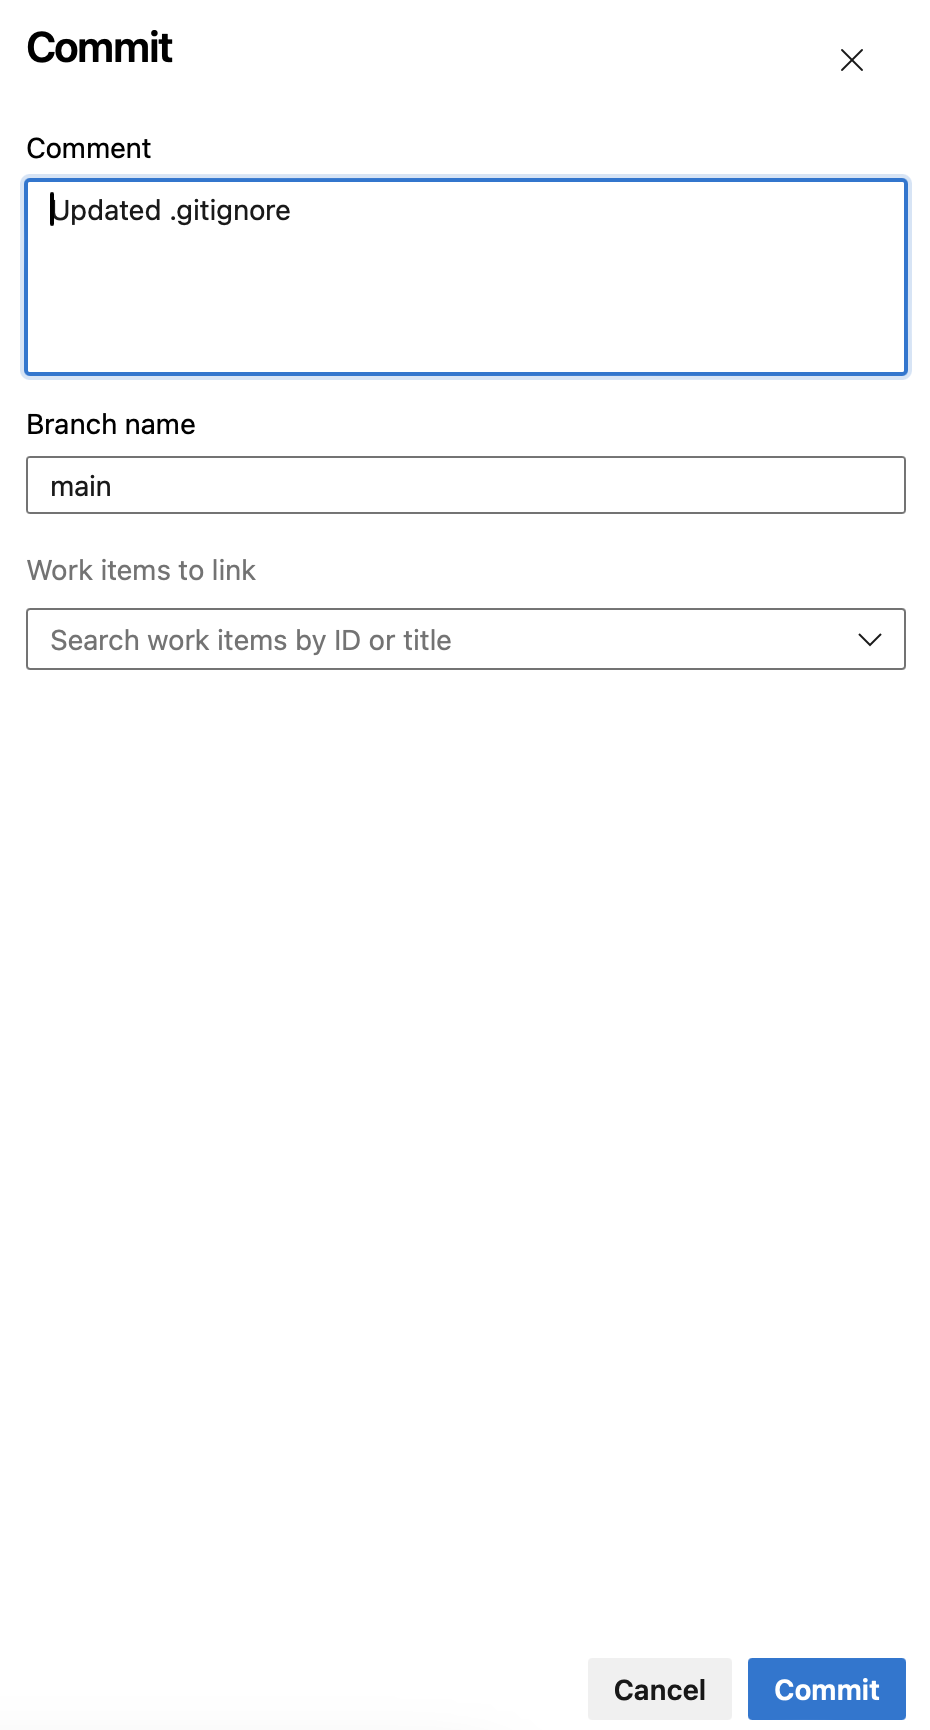 Commit
Comment
Updated .gitignore
Branch name
main
Work items to link
Search work items by ID or title
Cancel
Commit